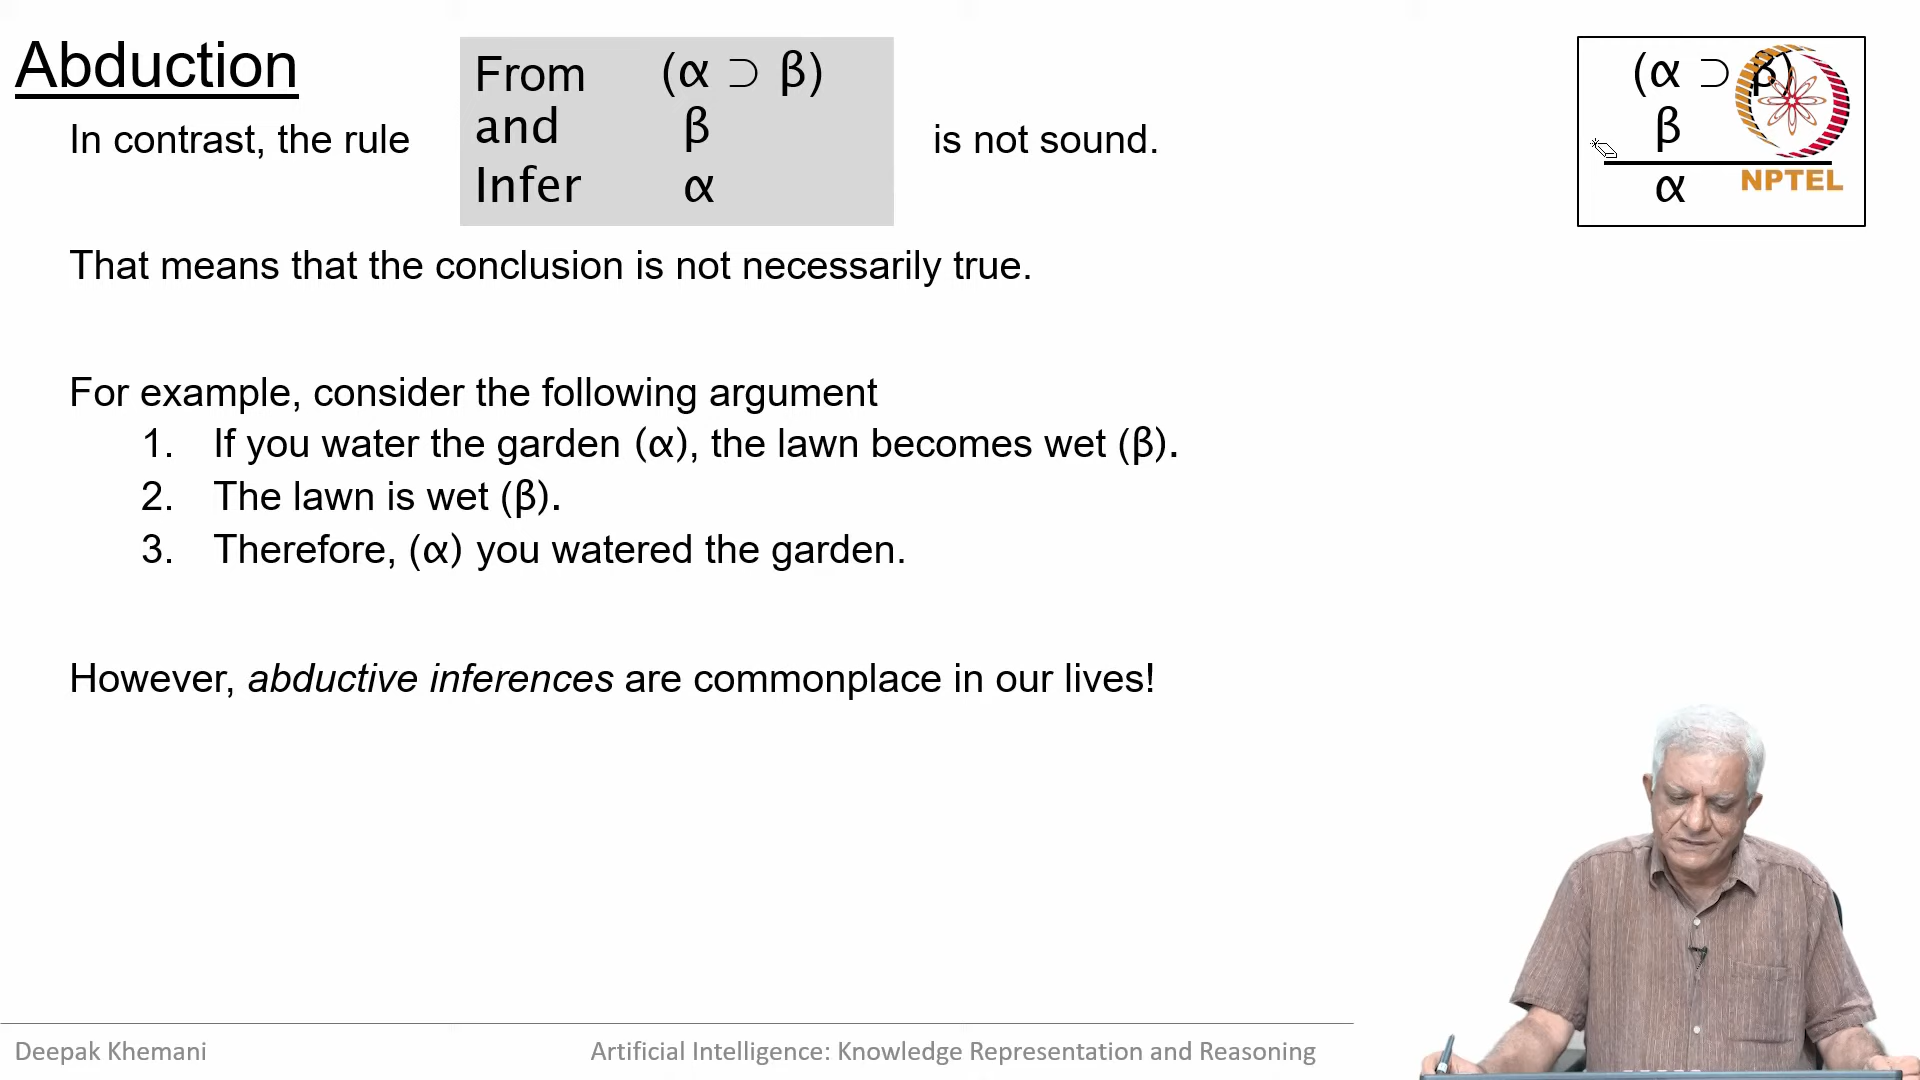 Abduction
In contrast, the rule
From (α ⊃ β)
and β
Infer α
is not sound.
(α ⊃ β)
β
α
NPTEL
That means that the conclusion is not necessarily true.
For example, consider the following argument
1. If you water the garden (α), the lawn becomes wet (β).
2. The lawn is wet (β).
3. Therefore, (α) you watered the garden.
However, abductive inferences are commonplace in our lives!
Deepak Khemani
Artificial Intelligence: Knowledge Representation and Reasoning